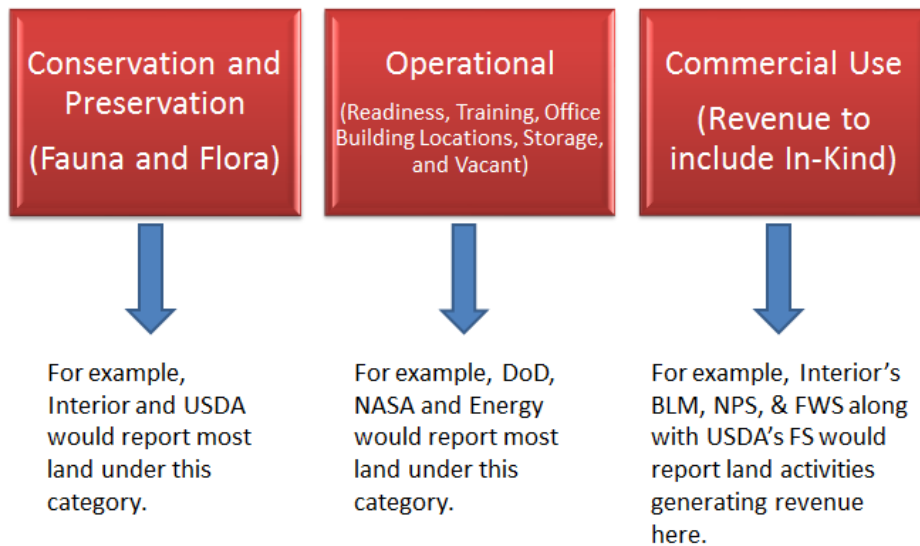 Conservation and
Preservation
(Fauna and Flora)
Operational
(Readiness, Training, Office
Building Locations, Storage,
and Vacant)
Commercial Use
(Revenue to
include In-Kind)
For example,
Interior and USDA
would report most
land under this
category.
For example, DoD,
NASA and Energy
would report most
land under this
category.
For example, Interior’s
BLM, NPS, & FWS along
with USDA’s FS would
report land activities
generating revenue
here.